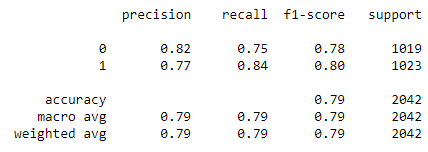 precision recall f1-score support
0 0.82 0.75 0.78 1019
1 0.77 0.84 0.80 1023
accuracy 0.79 2042
macro avg 0.79 0.79 0.79 2042
weighted avg 0.79 0.79 0.79 2042